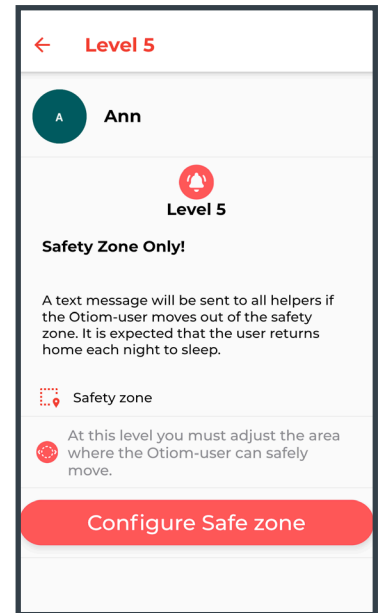 Level 5
A
Ann
Level 5
Safety Zone Only!
A text message will be sent to all helpers if
the Otiom-user moves out of the safety
zone. It is expected that the user returns
home each night to sleep.
Safety zone
At this level you must adjust the area
where the Otiom-user can safely
move.
Configure Safe zone